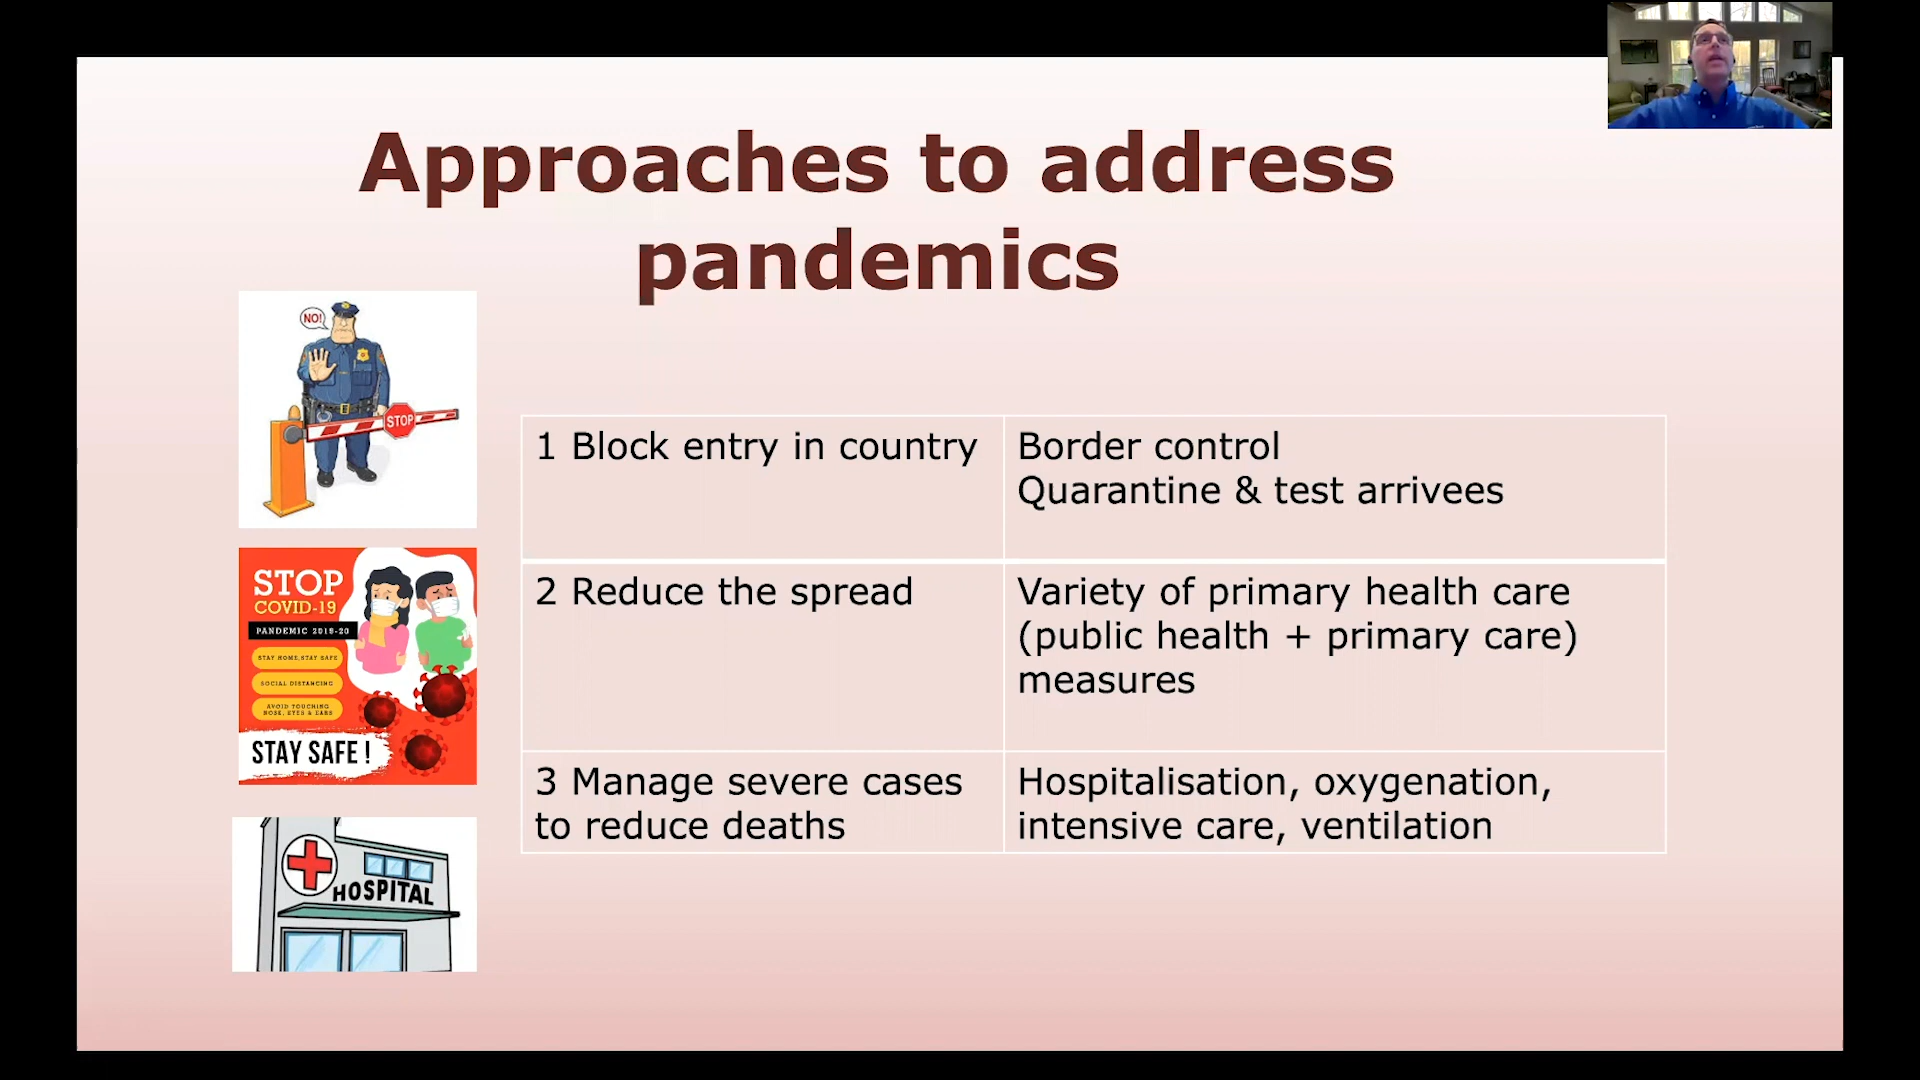 Approaches to address
pandemics
NO!
STOP
1 Block entry in country
Border control
Quarantine & test arrivees
STOP
COVID-19
PANDEMIC 2019-20
STAY HOME,STAY SAFE
SOCIAL DISTANCING
AVOID TOUCHING
NOSE, EYES & EARS
STAY SAFE !
2 Reduce the spread
Variety of primary health care
(public health + primary care)
measures
3 Manage severe cases
to reduce deaths
Hospitalisation, oxygenation,
intensive care, ventilation
HOSPITAL